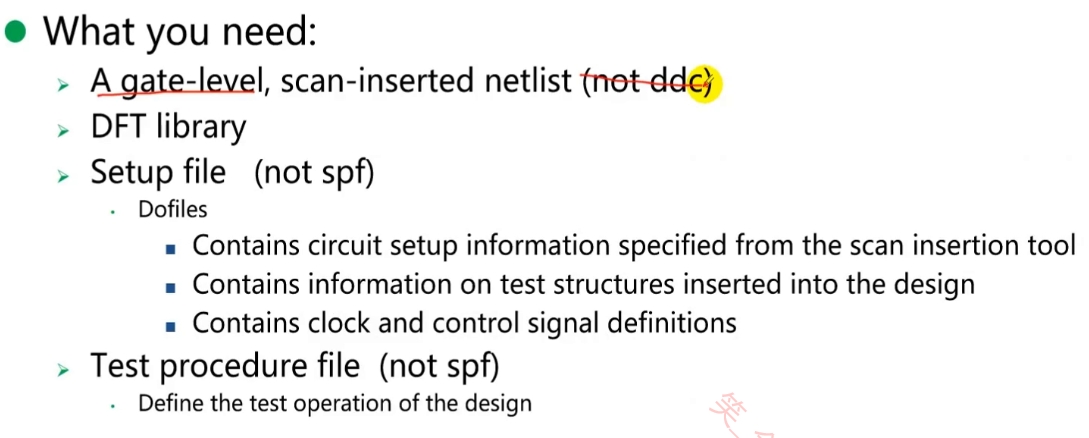 What you need:
A gate-level, scan-inserted netlist (not ddc)
DFT library
Setup file (not spf)
Dofiles
Contains circuit setup information specified from the scan insertion tool
Contains information on test structures inserted into the design
Contains clock and control signal definitions
Test procedure file (not spf)
Define the test operation of the design
笑